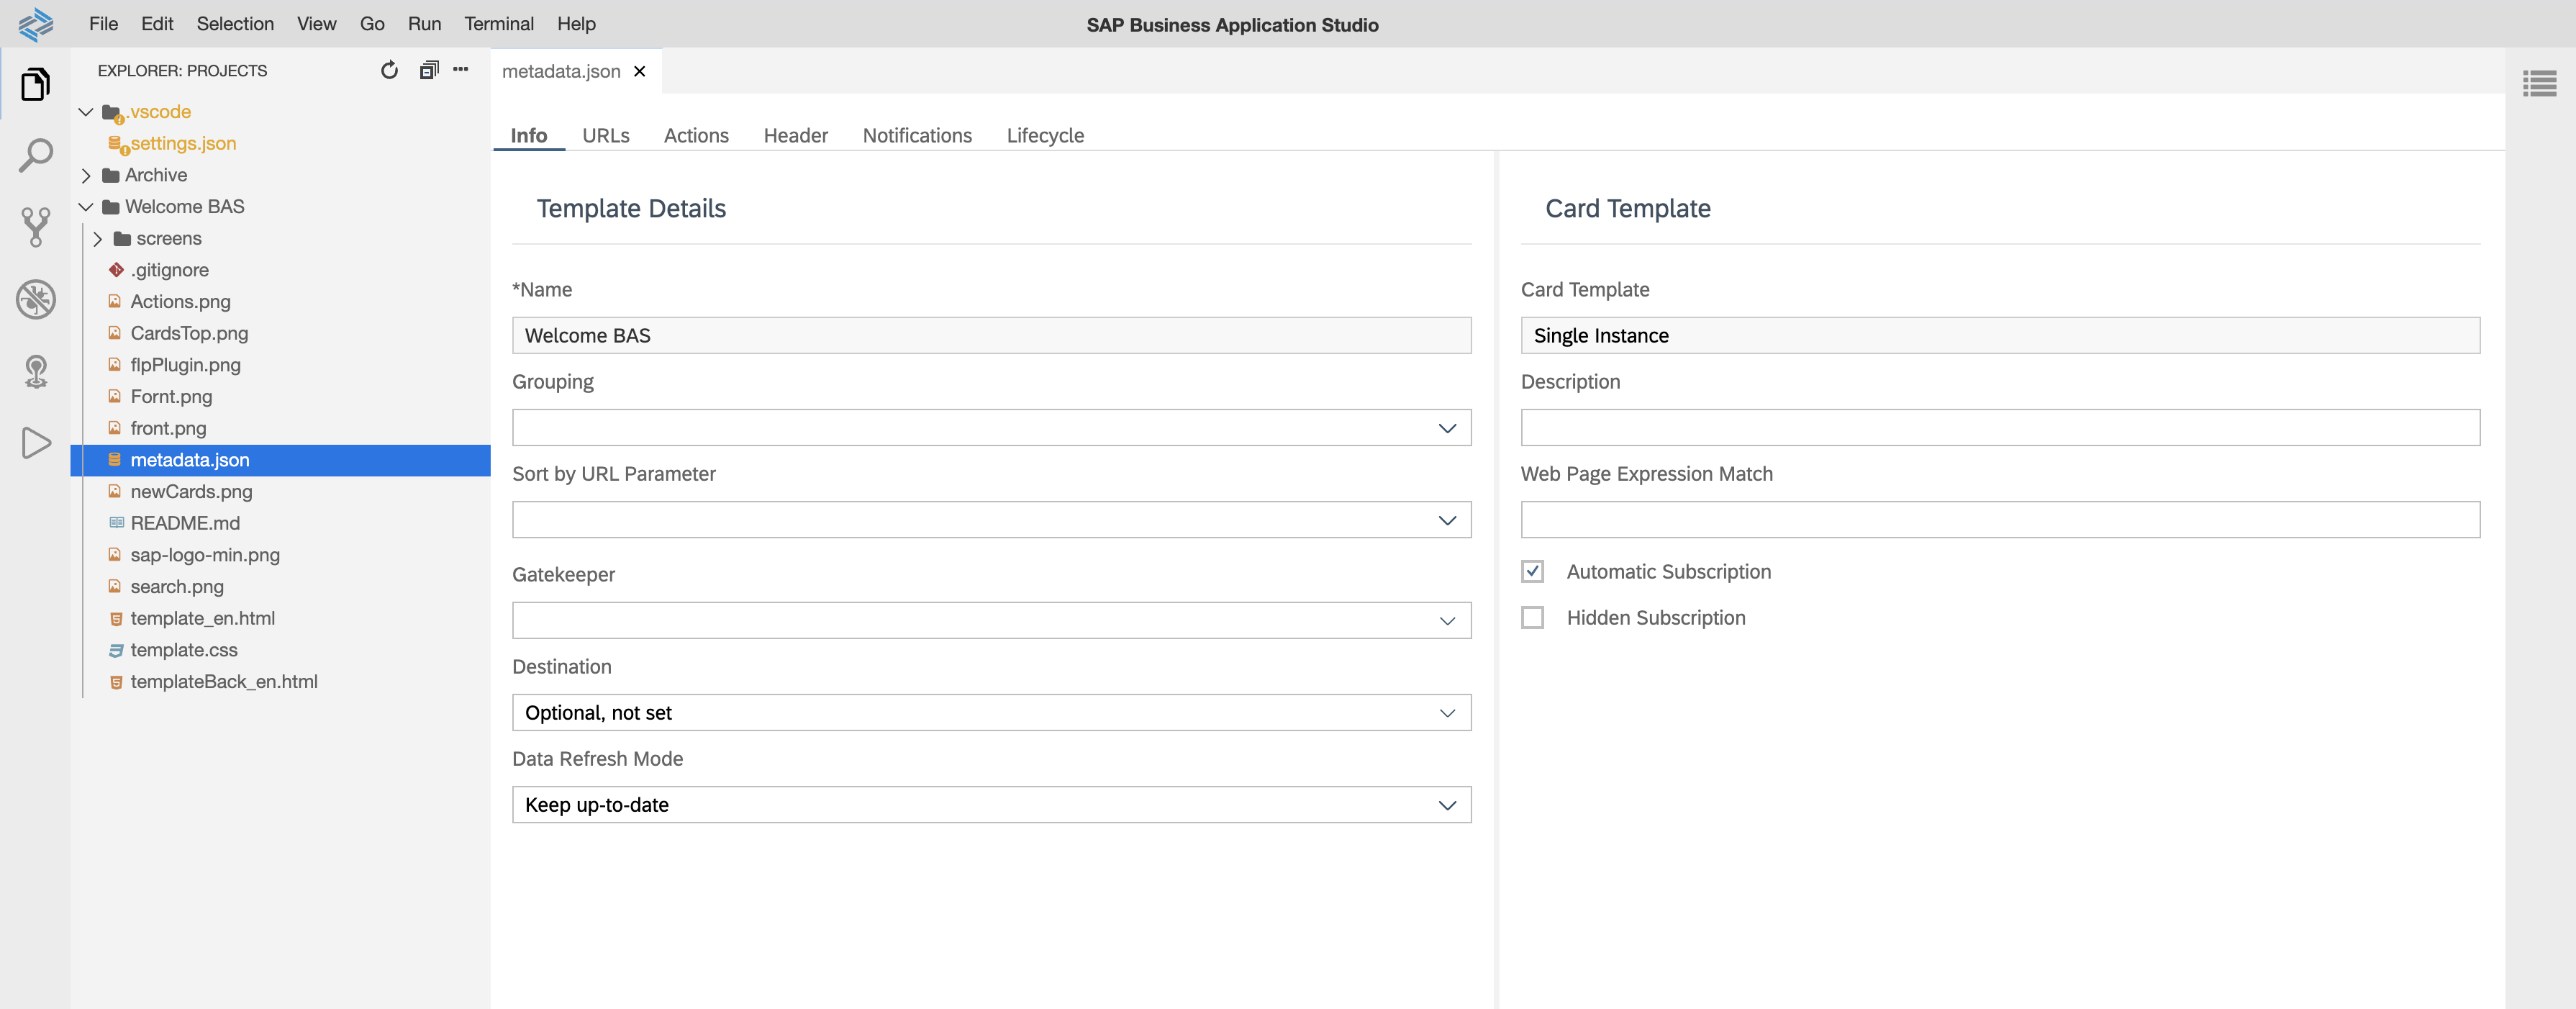 File Edit Selection View Go Run Terminal Help
SAP Business Application Studio
EXPLORER: PROJECTS
.vscode
settings.json
Archive
Welcome BAS
screens
.gitignore
Actions.png
CardsTop.png
flpPlugin.png
Fornt.png
front.png
metadata.json
newCards.png
README.md
sap-logo-min.png
search.png
template_en.html
template.css
templateBack_en.html
metadata.json
Info URLs Actions Header Notifications Lifecycle
Template Details
*Name
Welcome BAS
Grouping
Sort by URL Parameter
Gatekeeper
Destination
Optional, not set
Data Refresh Mode
Keep up-to-date
Card Template
Card Template
Single Instance
Description
Web Page Expression Match
Automatic Subscription
Hidden Subscription